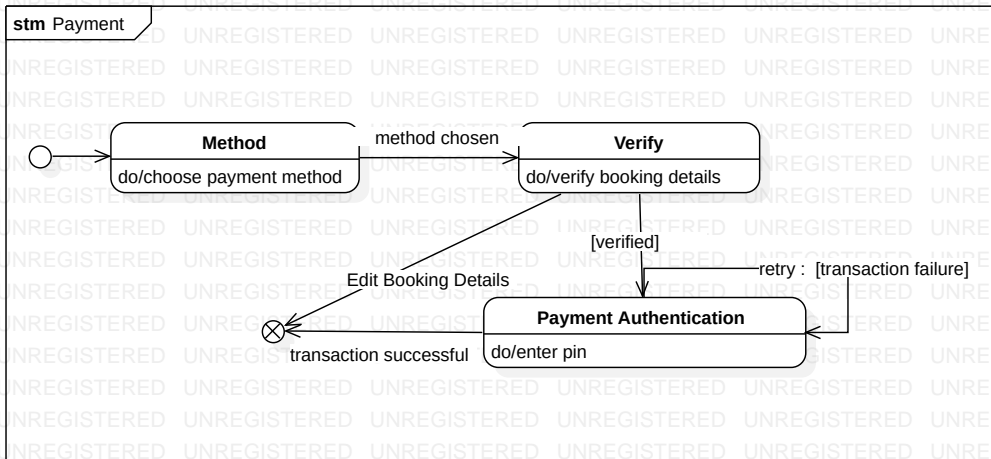 stm Payment
Method
do/choose payment method
method chosen
Verify
do/verify booking details
[verified]
Edit Booking Details
retry : [transaction failure]
Payment Authentication
do/enter pin
transaction successful
UNREGISTERED